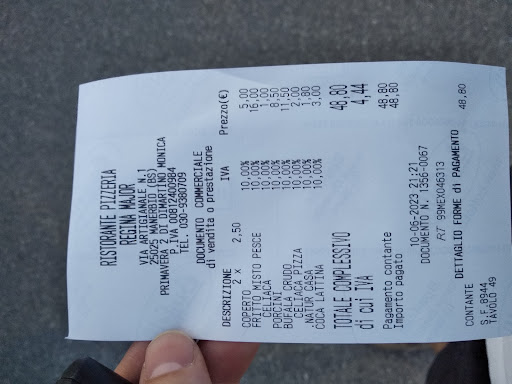 RISTORANTE PIZZERIA
REGINA MAJOR
VIA ARTIGIANALE N.1
25025 MANERBIO (BS)
PRIMAVERA 2 DI DIMARTINO MONICA
P.IVA 00812400984
TEL. 030-9380709
DOCUMENTO COMMERCIALE
di vendita o prestazione
DESCRIZIONE IVA Prezzo(€)
2 x 2,50
COPERTO 10,00% 5,00
FRITTO MISTO PESCE 10,00% 16,00
CELIACA 10,00% 1,00
PORCINI 10,00% 8,50
BUFALA CRUDO 10,00% 11,50
CELIACA PIZZA 10,00% 2,00
NATUR.CASA 10,00% 1,80
COCA LATTINA 10,00% 3,00
TOTALE COMPLESSIVO 48,80
di cui IVA 4,44
Pagamento contante 48,80
Importo pagato 48,80
10-06-2023 21:21
DOCUMENTO N. 1356-0067
RT 99MEX046313
DETTAGLIO FORME di PAGAMENTO
CONTANTE 48,80
S.F.8944
TAVOLO 49